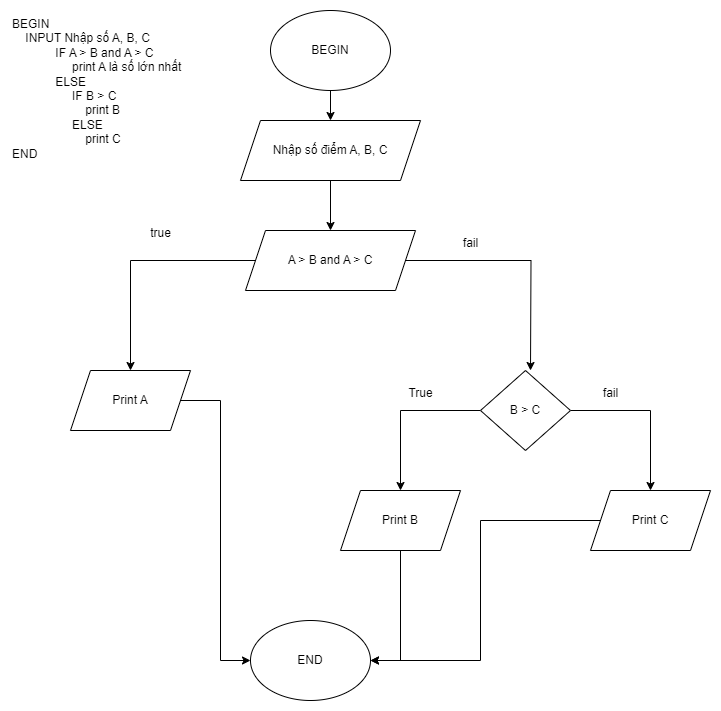 BEGIN
INPUT Nhập số A, B, C
IF A > B and A > C
print A là số lớn nhất
ELSE
IF B > C
print B
ELSE
print C
END
BEGIN
Nhập số điểm A, B, C
true
fail
A > B and A > C
Print A
True
fail
B > C
Print B
Print C
END